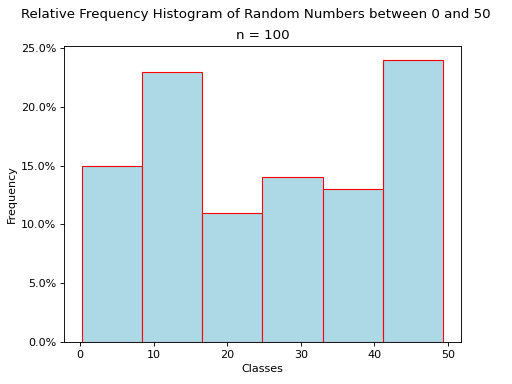 Relative Frequency Histogram of Random Numbers between 0 and 50
n = 100
25.0%
20.0%
15.0%
10.0%
5.0%
0.0%
Frequency
0 10 20 30 40 50
Classes